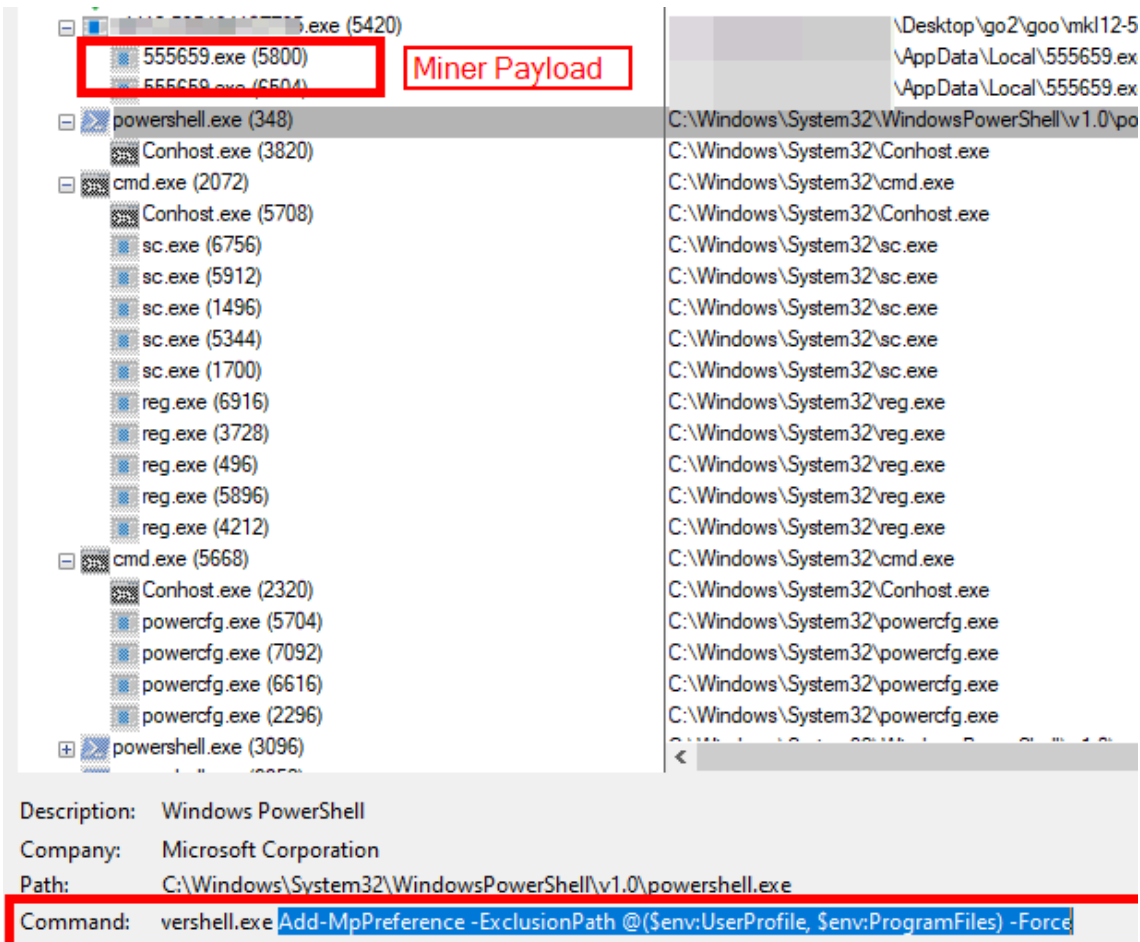 .exe (5420) \Desktop\go2\goo\mkl12-5
555659.exe (5800) \AppData\Local\555659.ex
Miner Payload
555659.exe (6504) \AppData\Local\555659.ex
powershell.exe (348) C:\Windows\System32\WindowsPowerShell\v1.0\po
Conhost.exe (3820) C:\Windows\System32\Conhost.exe
cmd.exe (2072) C:\Windows\System32\cmd.exe
Conhost.exe (5708) C:\Windows\System32\Conhost.exe
sc.exe (6756) C:\Windows\System32\sc.exe
sc.exe (5912) C:\Windows\System32\sc.exe
sc.exe (1496) C:\Windows\System32\sc.exe
sc.exe (5344) C:\Windows\System32\sc.exe
sc.exe (1700) C:\Windows\System32\sc.exe
reg.exe (6916) C:\Windows\System32\reg.exe
reg.exe (3728) C:\Windows\System32\reg.exe
reg.exe (496) C:\Windows\System32\reg.exe
reg.exe (5896) C:\Windows\System32\reg.exe
reg.exe (4212) C:\Windows\System32\reg.exe
cmd.exe (5668) C:\Windows\System32\cmd.exe
Conhost.exe (2320) C:\Windows\System32\Conhost.exe
powercfg.exe (5704) C:\Windows\System32\powercfg.exe
powercfg.exe (7092) C:\Windows\System32\powercfg.exe
powercfg.exe (6616) C:\Windows\System32\powercfg.exe
powercfg.exe (2296) C:\Windows\System32\powercfg.exe
powershell.exe (3096)
Description: Windows PowerShell
Company: Microsoft Corporation
Path: C:\Windows\System32\WindowsPowerShell\v1.0\powershell.exe
Command: vershell.exe Add-MpPreference -ExclusionPath @($env:UserProfile, $env:ProgramFiles) -Force